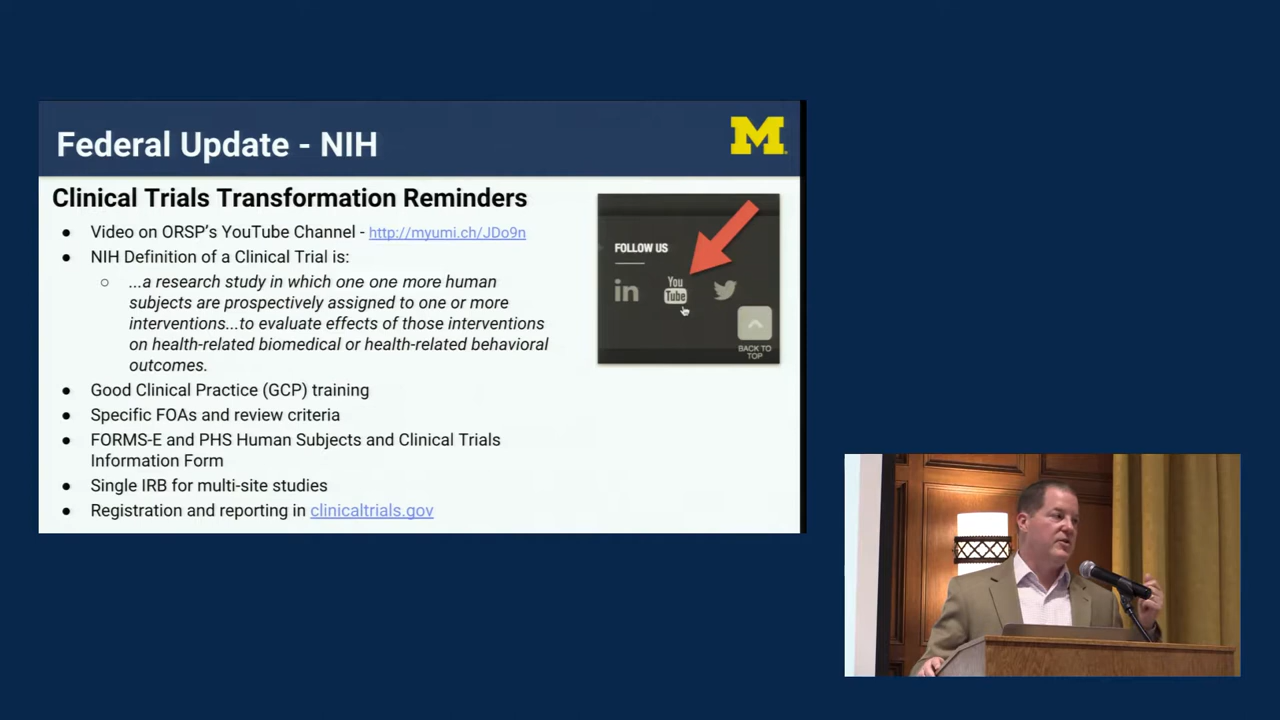 Federal Update - NIH
M
Clinical Trials Transformation Reminders
Video on ORSP's YouTube Channel - http://myumi.ch/JDo9n
NIH Definition of a Clinical Trial is:
...a research study in which one one more human
subjects are prospectively assigned to one or more
interventions...to evaluate effects of those interventions
on health-related biomedical or health-related behavioral
outcomes.
Good Clinical Practice (GCP) training
Specific FOAs and review criteria
FORMS-E and PHS Human Subjects and Clinical Trials
Information Form
Single IRB for multi-site studies
Registration and reporting in clinicaltrials.gov
FOLLOW US
in
You
Tube
BACK TO
TOP